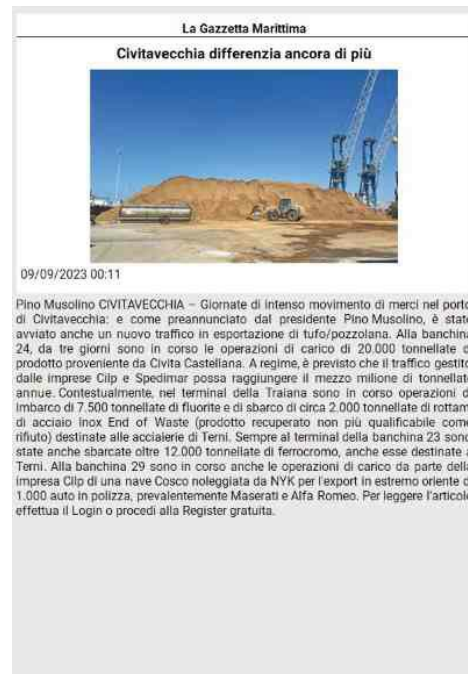 La Gazzetta Marittima
Civitavecchia differenzia ancora di più
09/09/2023 00:11
Pino Musolino CIVITAVECCHIA – Giornate di intenso movimento di merci nel porto
di Civitavecchia: e come preannunciato dal presidente Pino Musolino, è stato
avviato anche un nuovo traffico in esportazione di tufo/pozzolana. Alla banchina
24, da tre giorni sono in corso le operazioni di carico di 20.000 tonnellate d
prodotto proveniente da Civita Castellana. A regime, è previsto che il traffico gestito
dalle imprese Cilp e Spedimar possa raggiungere il mezzo milione di tonnellate
annue. Contestualmente, nel terminal della Traiana sono in corso operazioni d
imbarco di 7.500 tonnellate di fluorite e di sbarco di circa 2.000 tonnellate di rottam
di acciaio inox End of Waste (prodotto recuperato non più qualificabile come
rifiuto) destinate alle acciaierie di Terni. Sempre al terminal della banchina 23 sono
state anche sbarcate oltre 12.000 tonnellate di ferrocromo, anche esse destinate a
Terni. Alla banchina 29 sono in corso anche le operazioni di carico da parte della
impresa Cilp di una nave Cosco noleggiata da NYK per l'export in estremo oriente d
1.000 auto in polizza, prevalentemente Maserati e Alfa Romeo. Per leggere l'articolo
effettua il Login o procedi alla Register gratuita.